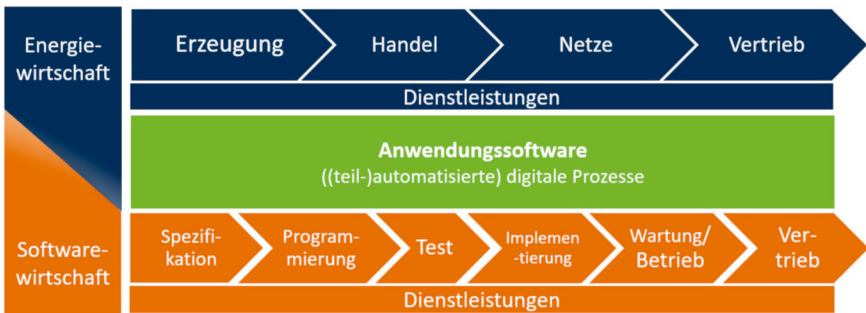 Energie-
wirtschaft
Erzeugung
Handel
Netze
Vertrieb
Dienstleistungen
Anwendungssoftware
((teil-)automatisierte) digitale Prozesse
Software-
wirtschaft
Spezifi-
kation
Program-
mierung
Test
Implemen
-tierung
Wartung/
Betrieb
Ver-
trieb
Dienstleistungen